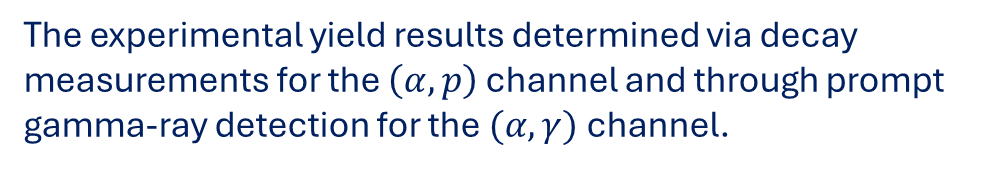 The experimental yield results determined via decay
measurements for the (α, p) channel and through prompt
gamma-ray detection for the (α, γ) channel.